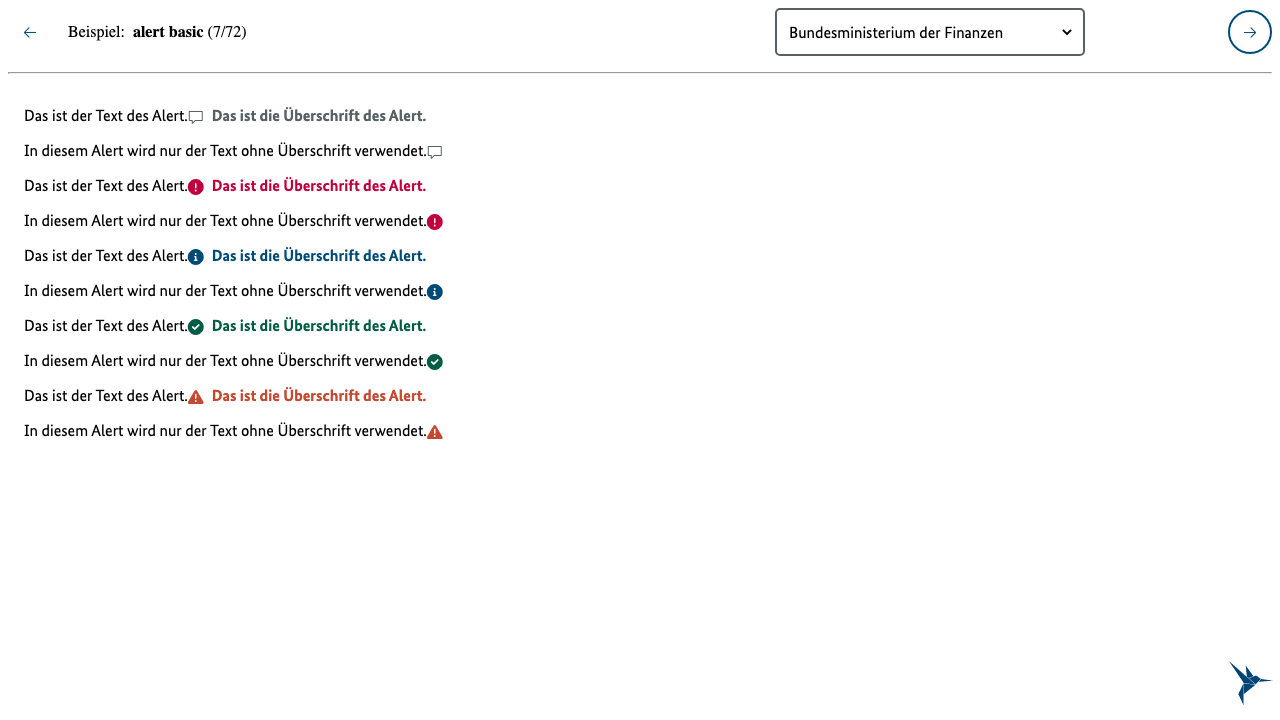 Beispiel: alert basic (7/72)
Bundesministerium der Finanzen
Das ist der Text des Alert. Das ist die Überschrift des Alert.
In diesem Alert wird nur der Text ohne Überschrift verwendet.
Das ist der Text des Alert. Das ist die Überschrift des Alert.
In diesem Alert wird nur der Text ohne Überschrift verwendet.
Das ist der Text des Alert. Das ist die Überschrift des Alert.
In diesem Alert wird nur der Text ohne Überschrift verwendet.
Das ist der Text des Alert. Das ist die Überschrift des Alert.
In diesem Alert wird nur der Text ohne Überschrift verwendet.
Das ist der Text des Alert. Das ist die Überschrift des Alert.
In diesem Alert wird nur der Text ohne Überschrift verwendet.